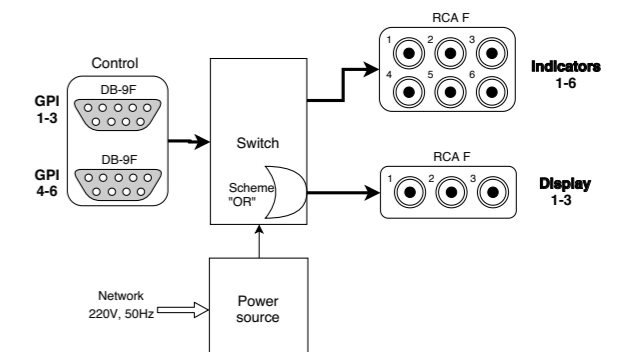 RCA F
1 2 3
4 5 6
Indicators
1-6
Control
DB-9F
GPI
1-3
DB-9F
GPI
4-6
Switch
Scheme
"OR"
RCA F
1 2 3
Display
1-3
Network
220V, 50Hz
Power
source